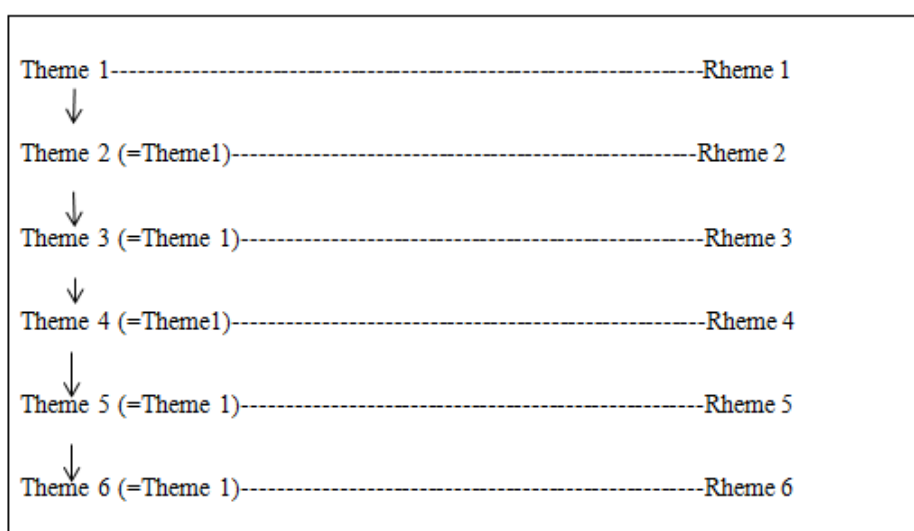 Theme 1------------------------------------------------------------------Rheme 1
Theme 2 (=Theme1)----------------------------------------------------Rheme 2
Theme 3 (=Theme 1)---------------------------------------------------Rheme 3
Theme 4 (=Theme1)-----------------------------------------------------Rheme 4
Theme 5 (=Theme 1)---------------------------------------------------Rheme 5
Theme 6 (=Theme 1)---------------------------------------------------Rheme 6